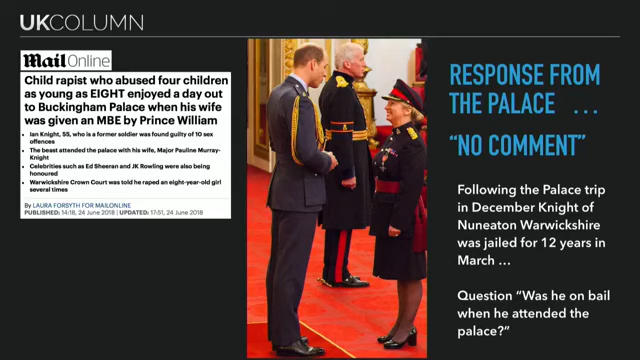 UKCOLUMN
MailOnline
Child rapist who abused four children
as young as EIGHT enjoyed a day out
to Buckingham Palace when his wife
was given an MBE by Prince William
• Ian Knight, 55, who is a former soldier was found guilty of 10 sex
offences
• The beast attended the palace with his wife, Major Pauline Murray-
Knight
• Celebrities such as Ed Sheeran and JK Rowling were also being
honoured
• Warwickshire Crown Court was told he raped an eight-year-old girl
several times
By LAURA FORSYTH FOR MAILONLINE
PUBLISHED: 14:18, 24 June 2018 | UPDATED: 17:51, 24 June 2018
RESPONSE FROM
THE PALACE ...
“NO COMMENT”
Following the Palace trip
in December Knight of
Nuneaton Warwickshire
was jailed for 12 years in
March ...
Question “Was he on bail
when he attended the
palace?”